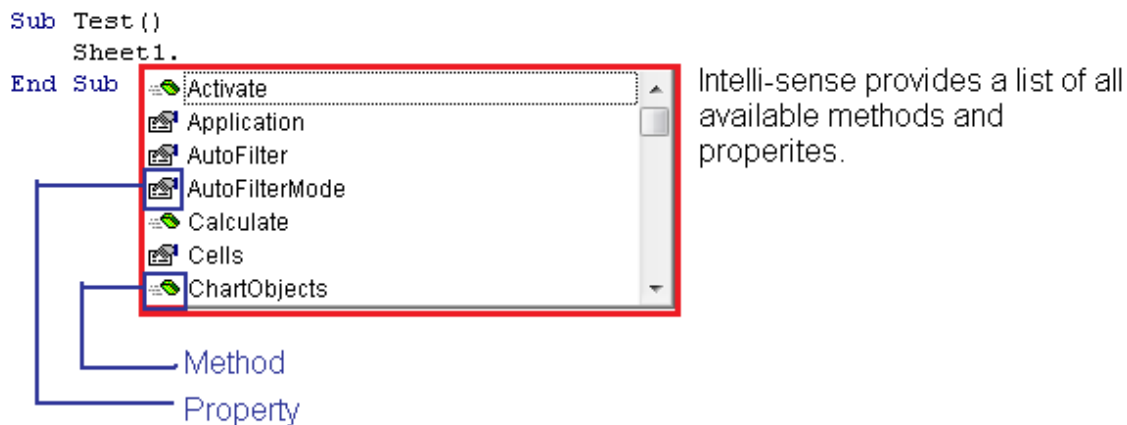 Sub Test()
Sheet1.
End Sub
Activate
Application
AutoFilter
AutoFilterMode
Calculate
Cells
ChartObjects
Intelli-sense provides a list of all
available methods and
properites.
Method
Property